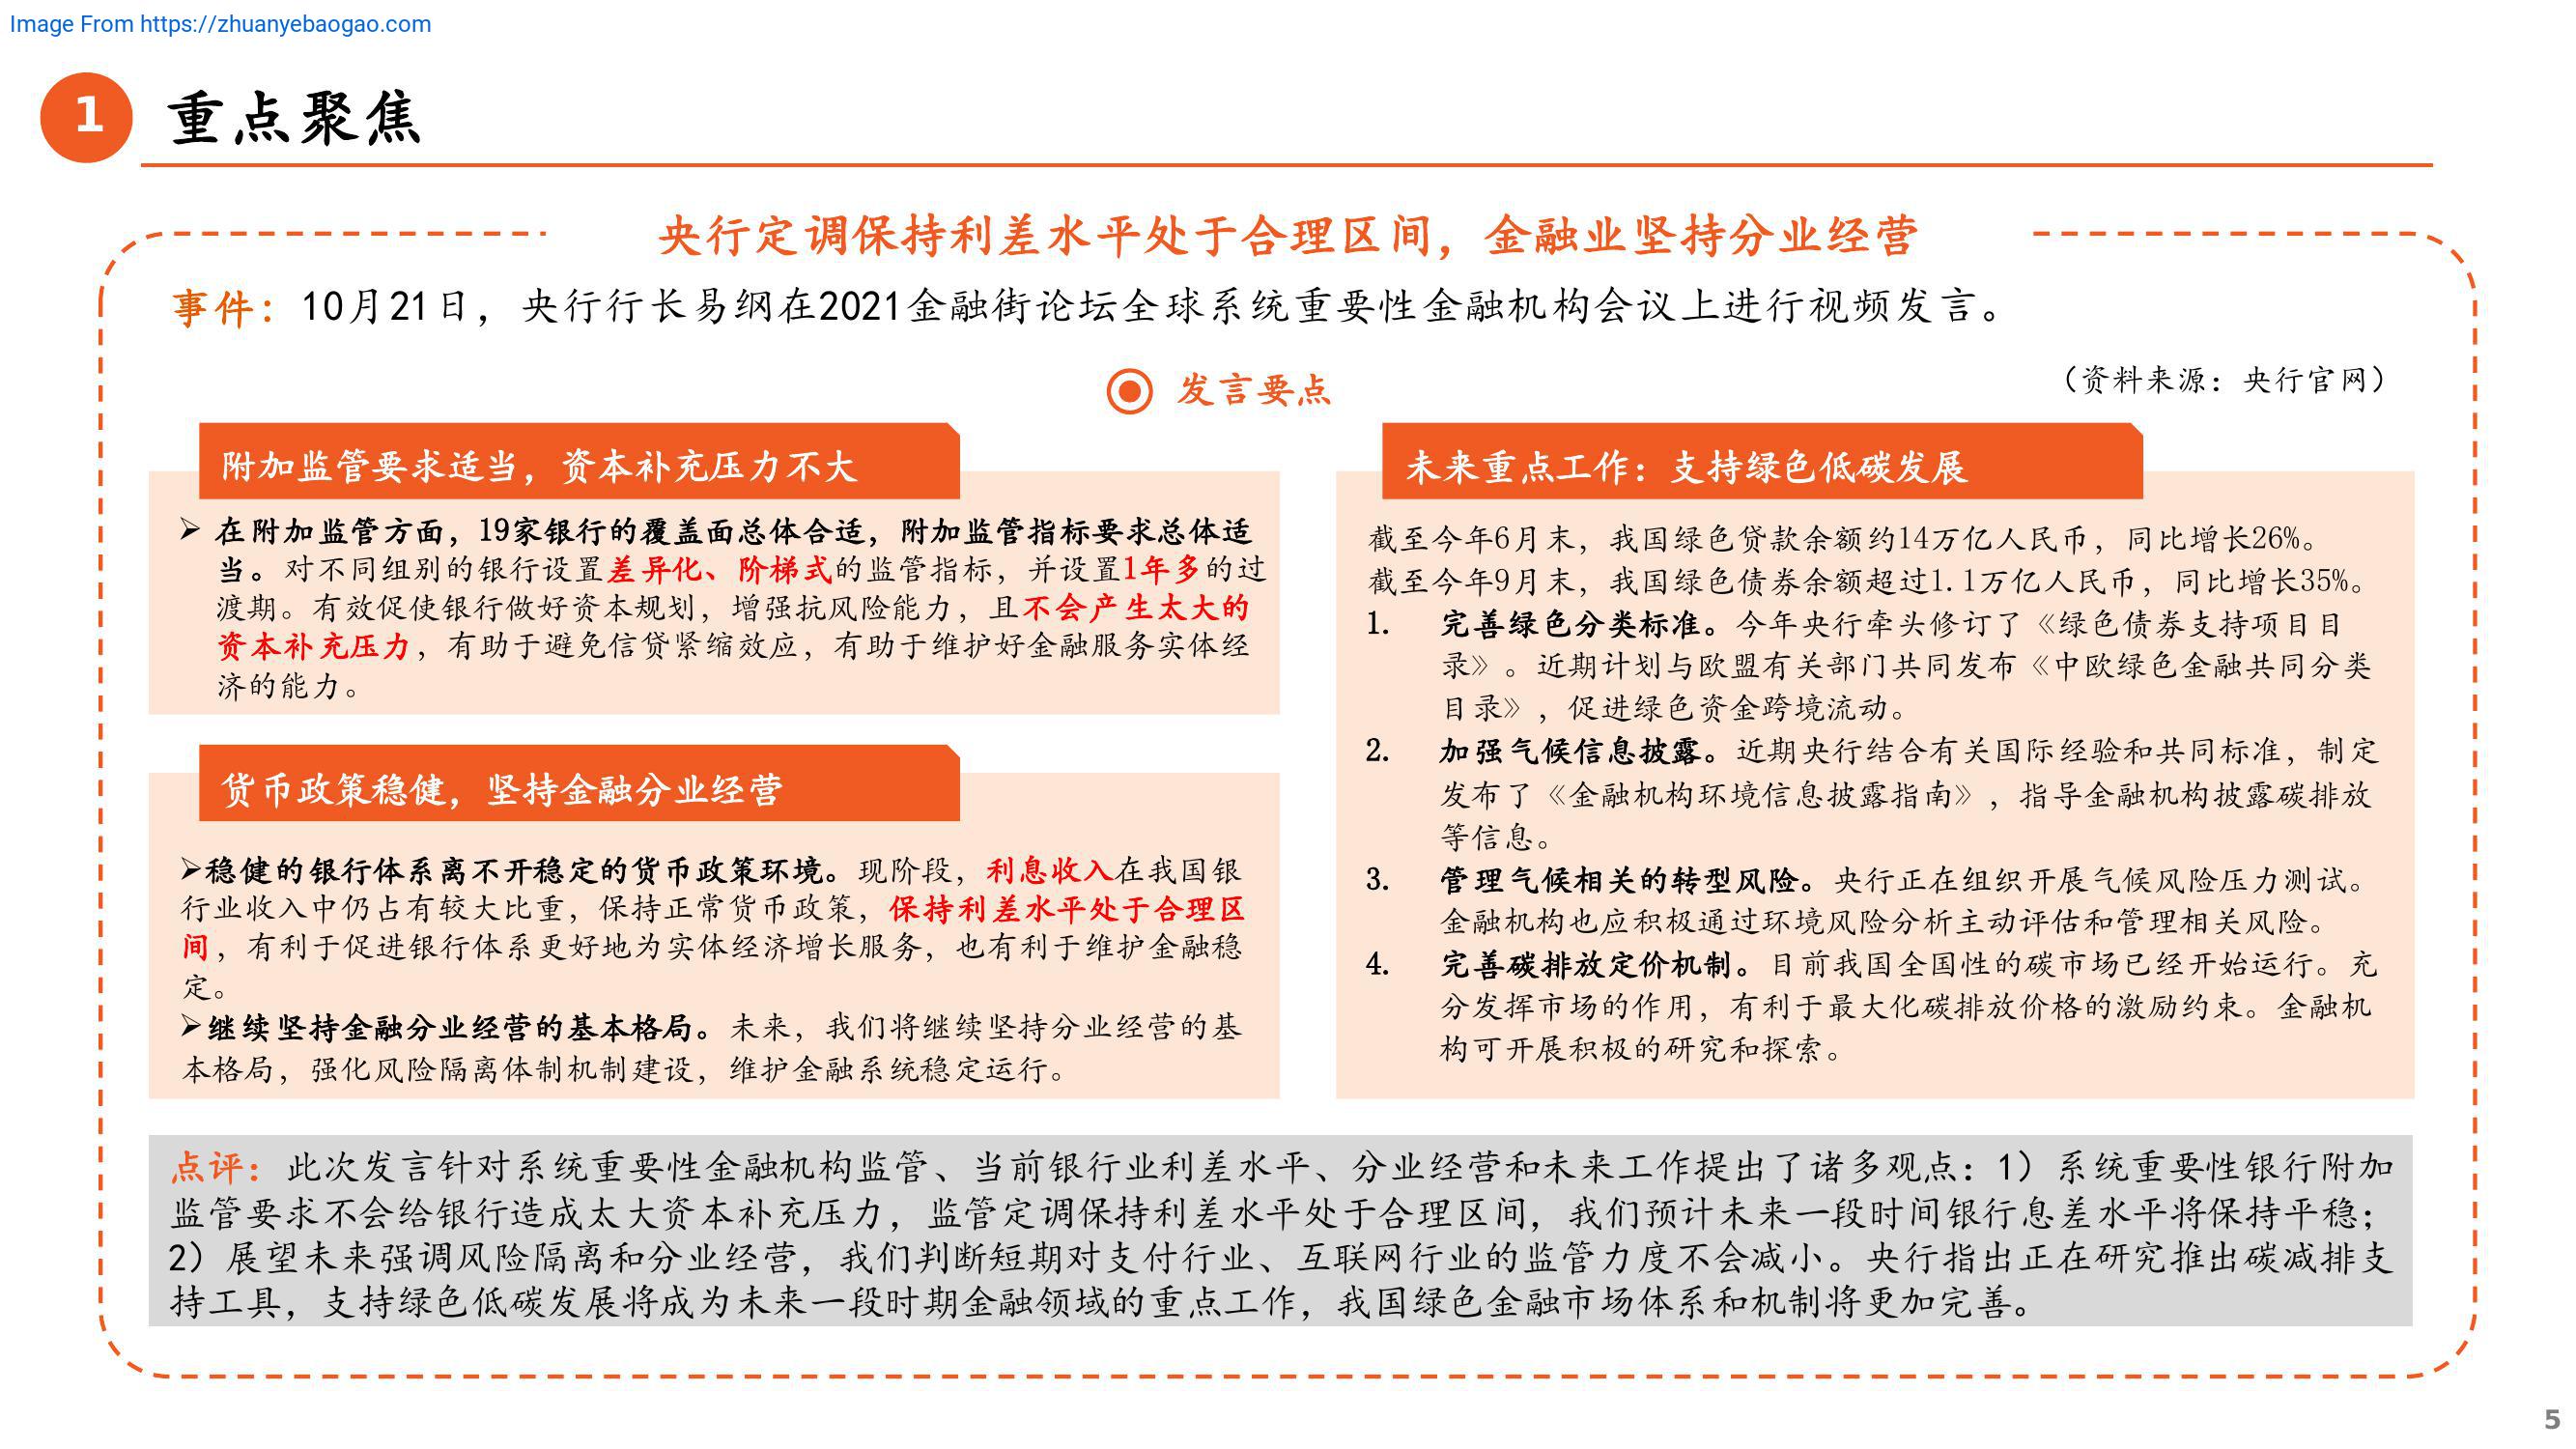 Image From https://zhuanyebaogao.com
1
重点聚焦
央行定调保持利差水平处于合理区间，金融业坚持分业经营
事件：10月21日，央行行长易纲在2021金融街论坛全球系统重要性金融机构会议上进行视频发言。
发言要点
（资料来源：央行官网）
附加监管要求适当，资本补充压力不大
➢ 在附加监管方面，19家银行的覆盖面总体合适，附加监管指标要求总体适
当。对不同组别的银行设置差异化、阶梯式的监管指标，并设置1年多的过
渡期。有效促使银行做好资本规划，增强抗风险能力，且不会产生太大的
资本补充压力，有助于避免信贷紧缩效应，有助于维护好金融服务实体经
济的能力。
货币政策稳健，坚持金融分业经营
➢稳健的银行体系离不开稳定的货币政策环境。现阶段，利息收入在我国银
行业收入中仍占有较大比重，保持正常货币政策，保持利差水平处于合理区
间，有利于促进银行体系更好地为实体经济增长服务，也有利于维护金融稳
定。
➢继续坚持金融分业经营的基本格局。未来，我们将继续坚持分业经营的基
本格局，强化风险隔离体制机制建设，维护金融系统稳定运行。
未来重点工作：支持绿色低碳发展
截至今年6月末，我国绿色贷款余额约14万亿人民币，同比增长26%。
截至今年9月末，我国绿色债券余额超过1.1万亿人民币，同比增长35%。
1. 完善绿色分类标准。今年央行牵头修订了《绿色债券支持项目目
录》。近期计划与欧盟有关部门共同发布《中欧绿色金融共同分类
目录》，促进绿色资金跨境流动。
2. 加强气候信息披露。近期央行结合有关国际经验和共同标准，制定
发布了《金融机构环境信息披露指南》，指导金融机构披露碳排放
等信息。
3. 管理气候相关的转型风险。央行正在组织开展气候风险压力测试。
金融机构也应积极通过环境风险分析主动评估和管理相关风险。
4. 完善碳排放定价机制。目前我国全国性的碳市场已经开始运行。充
分发挥市场的作用，有利于最大化碳排放价格的激励约束。金融机
构可开展积极的研究和探索。
点评：此次发言针对系统重要性金融机构监管、当前银行业利差水平、分业经营和未来工作提出了诸多观点：1）系统重要性银行附加
监管要求不会给银行造成太大资本补充压力，监管定调保持利差水平处于合理区间，我们预计未来一段时间银行息差水平将保持平稳；
2）展望未来强调风险隔离和分业经营，我们判断短期对支付行业、互联网行业的监管力度不会减小。央行指出正在研究推出碳减排支
持工具，支持绿色低碳发展将成为未来一段时期金融领域的重点工作，我国绿色金融市场体系和机制将更加完善。
5